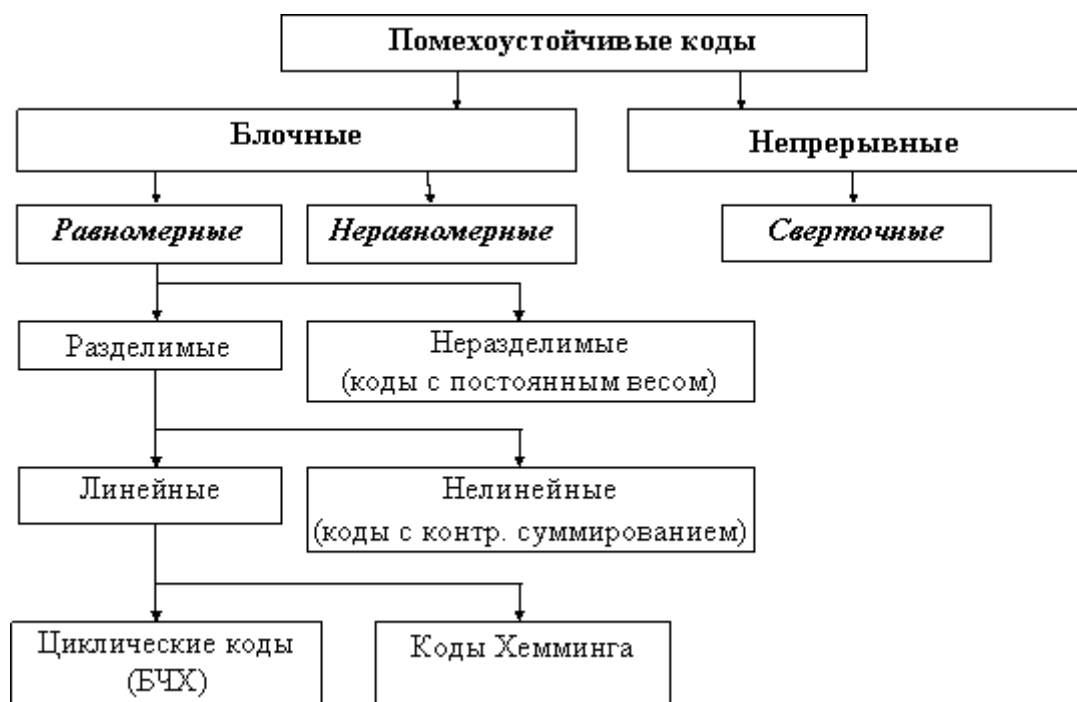 Помехоустойчивые коды
Блочные
Непрерывные
Равномерные
Неравномерные
Сверточные
Разделимые
Неразделимые
(коды с постоянным весом)
Линейные
Нелинейные
(коды с контр. суммированием)
Циклические коды
(БЧХ)
Коды Хемминга